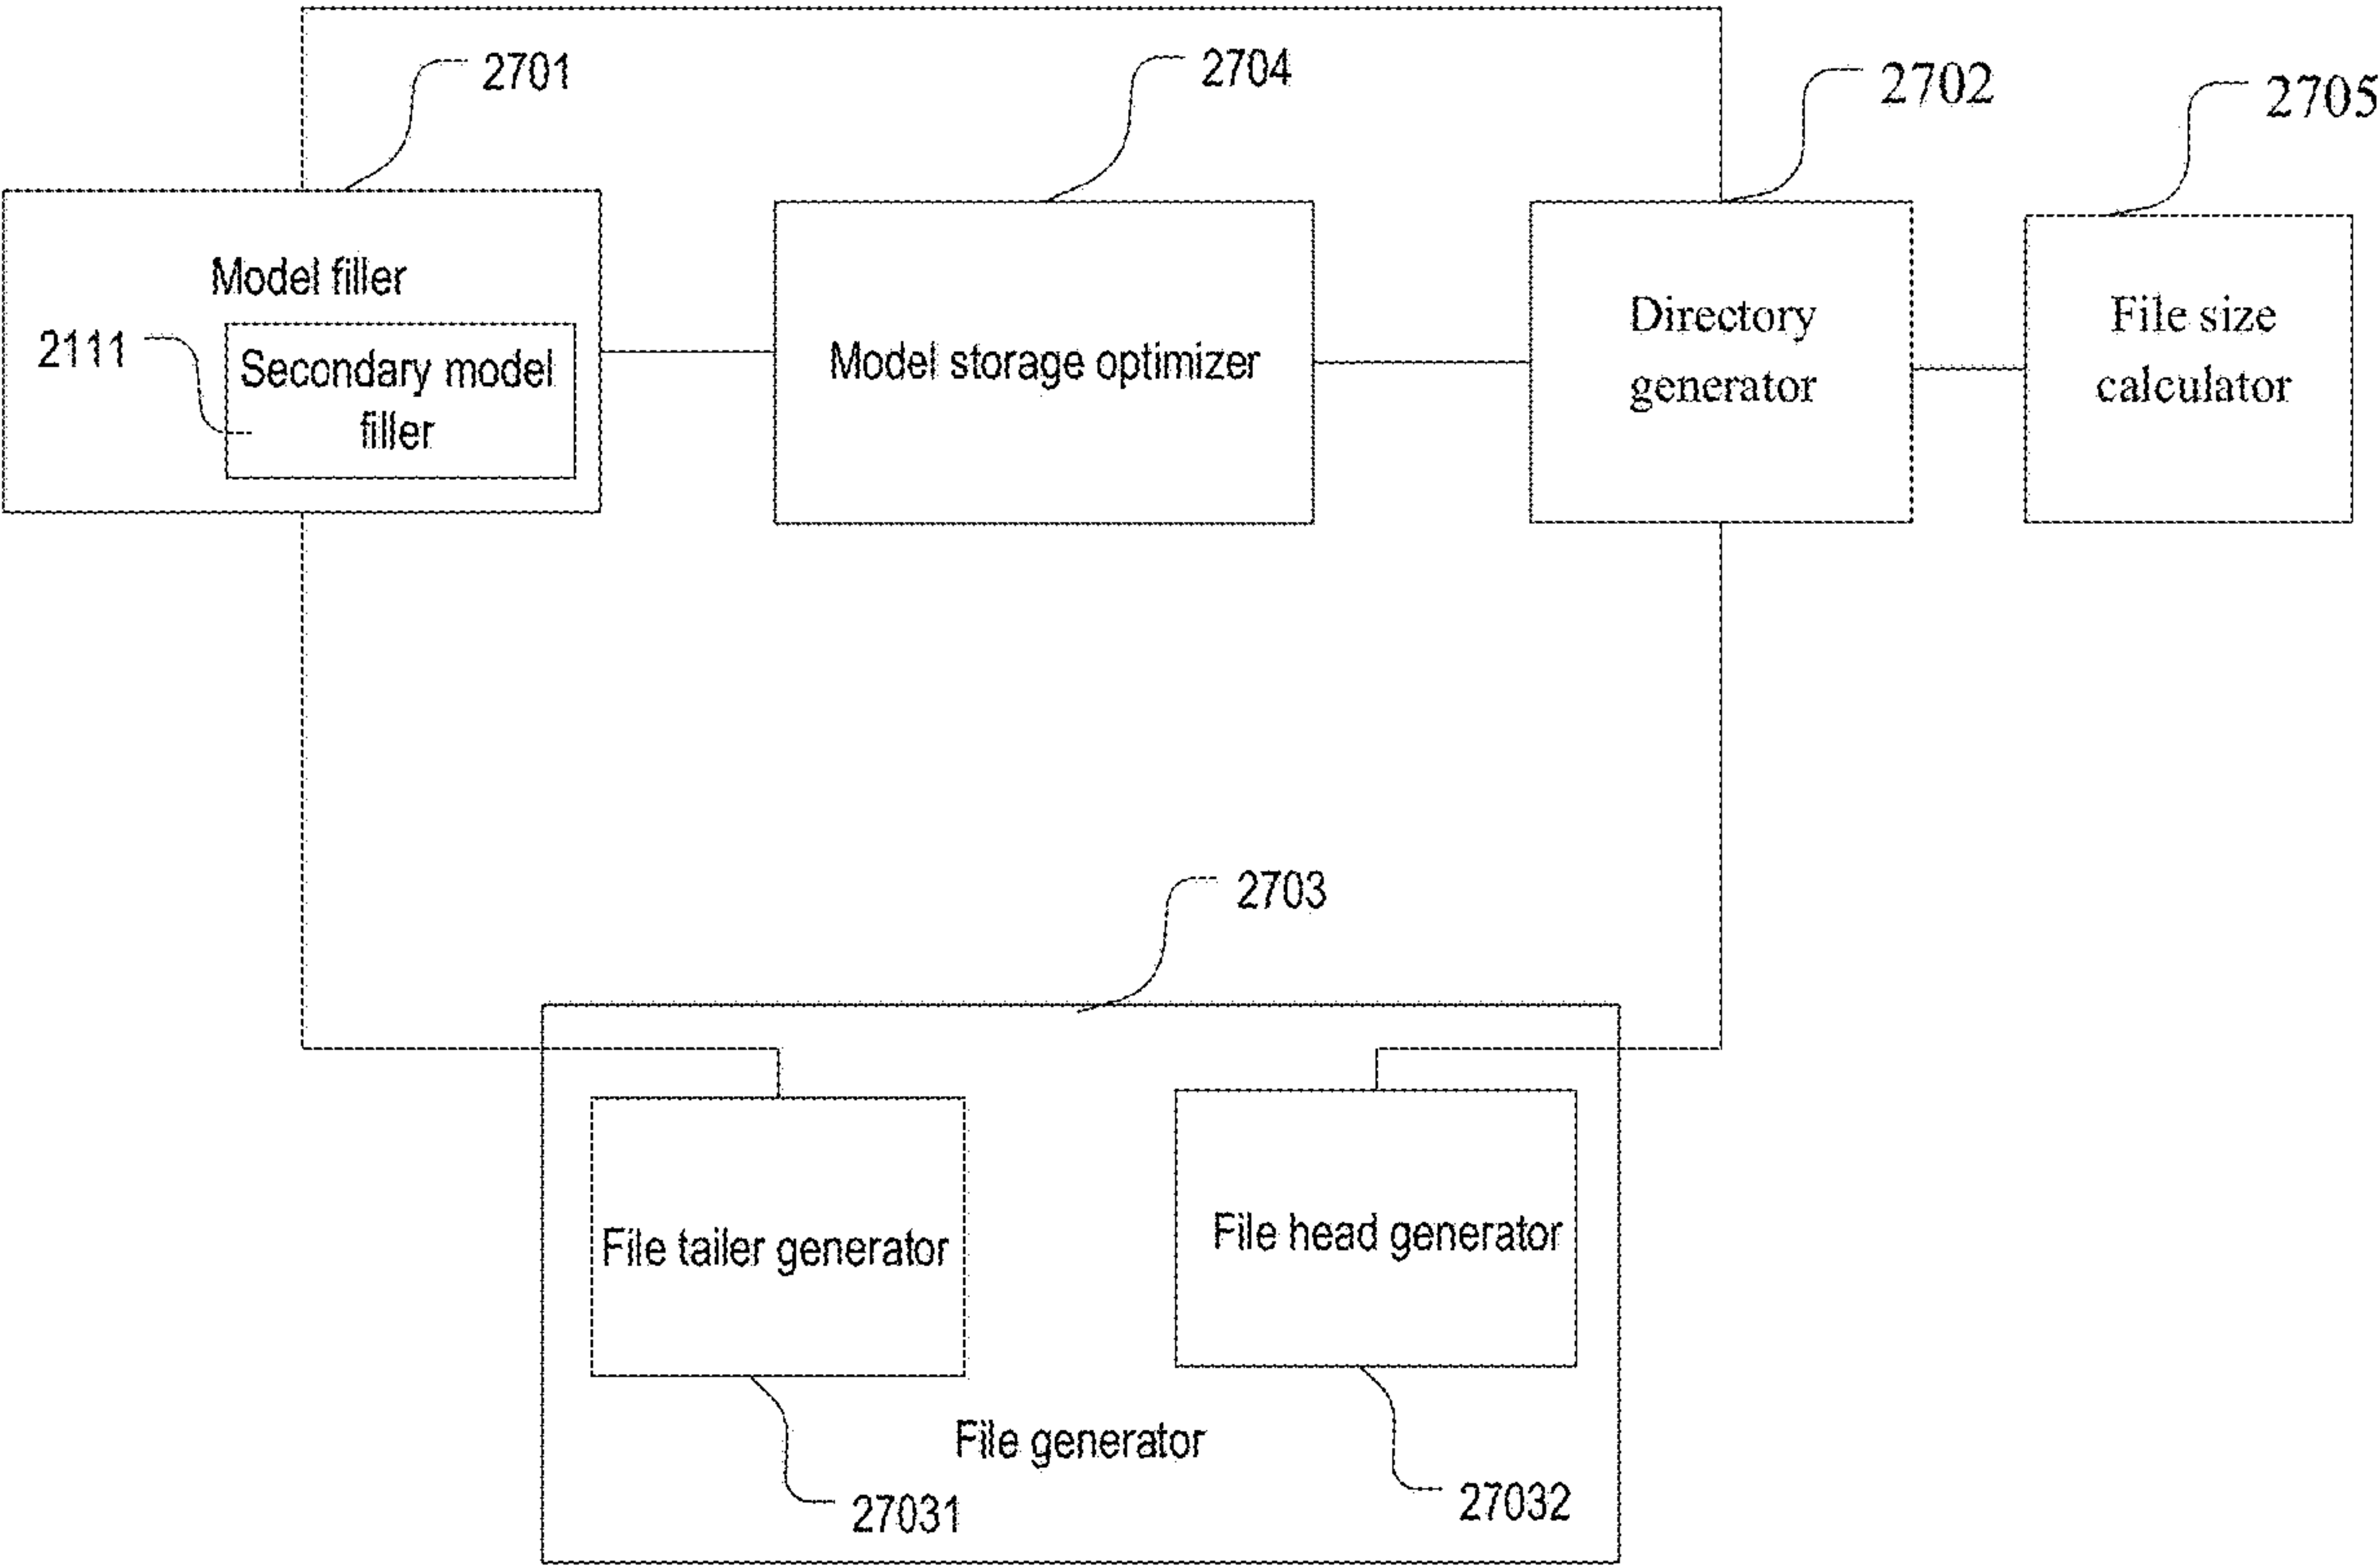 2701
2704
2702
2705
Model filler
2111
Secondary model
filler
Model storage optimizer
Directory
generator
File size
calculator
2703
File tailer generator
File head generator
File generator
27031
27032